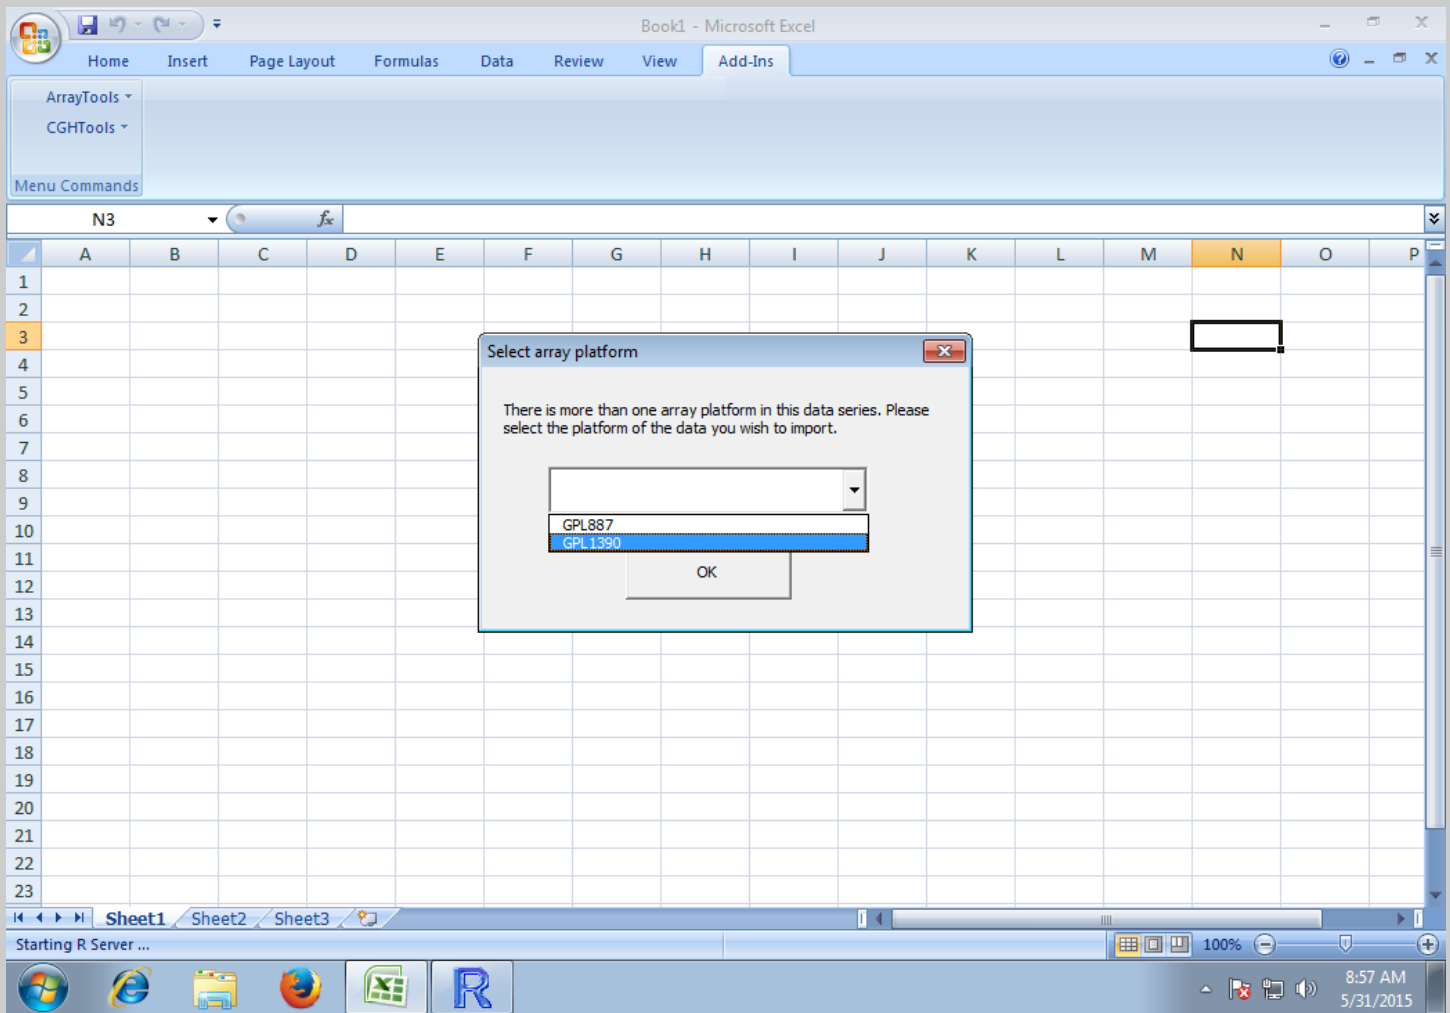 Book1 - Microsoft Excel
Home Insert Page Layout Formulas Data Review View Add-Ins
ArrayTools
CGHTools
Menu Commands
N3 fx
A B C D E F G H I J K L M N O P
1
2
3
4
5
6
7
8
9
10
11
12
13
14
15
16
17
18
19
20
21
22
23
Select array platform
There is more than one array platform in this data series. Please
select the platform of the data you wish to import.
GPL887
GPL1390
OK
Sheet1 Sheet2 Sheet3
Starting R Server ... 100%
8:57 AM
5/31/2015